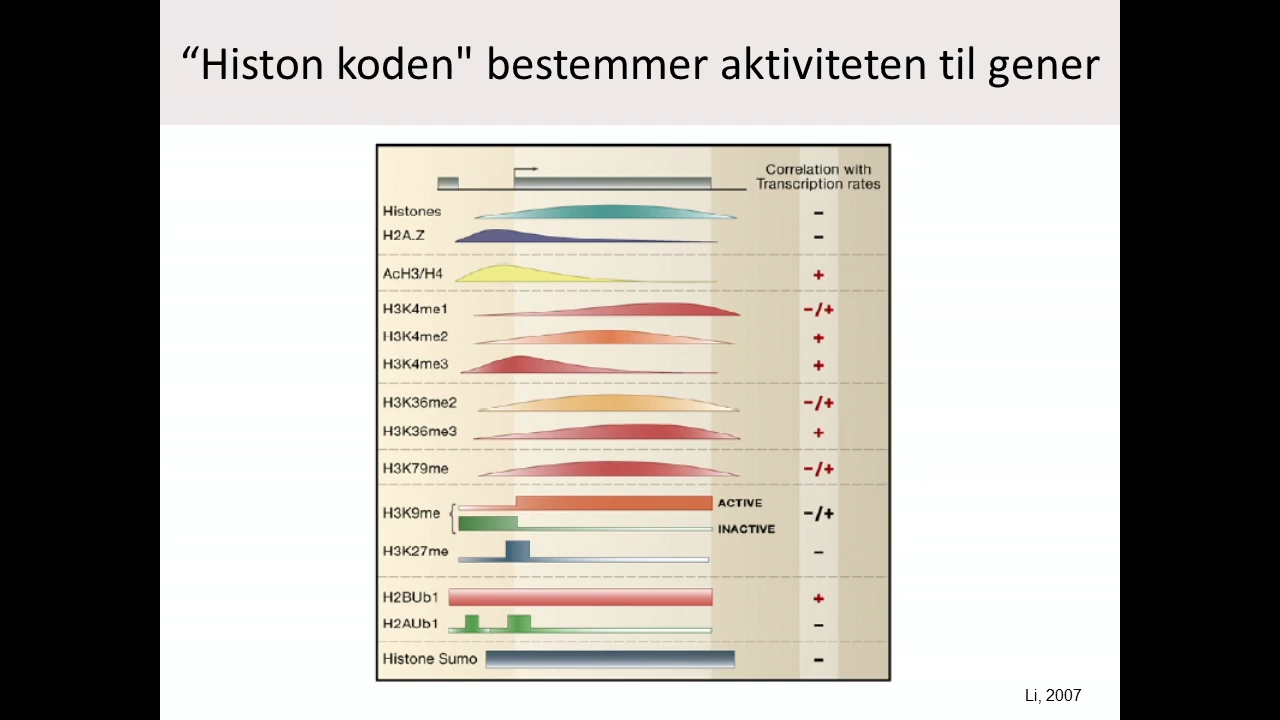 “Histon koden" bestemmer aktiviteten til gener
Correlation with
Transcription rates
Histones -
H2A.Z -
AcH3/H4 +
H3K4me1 -/+
H3K4me2 +
H3K4me3 +
H3K36me2 -/+
H3K36me3 +
H3K79me -/+
ACTIVE
H3K9me -/+
INACTIVE
H3K27me -
H2BUb1 +
H2AUb1 -
Histone Sumo -
Li, 2007